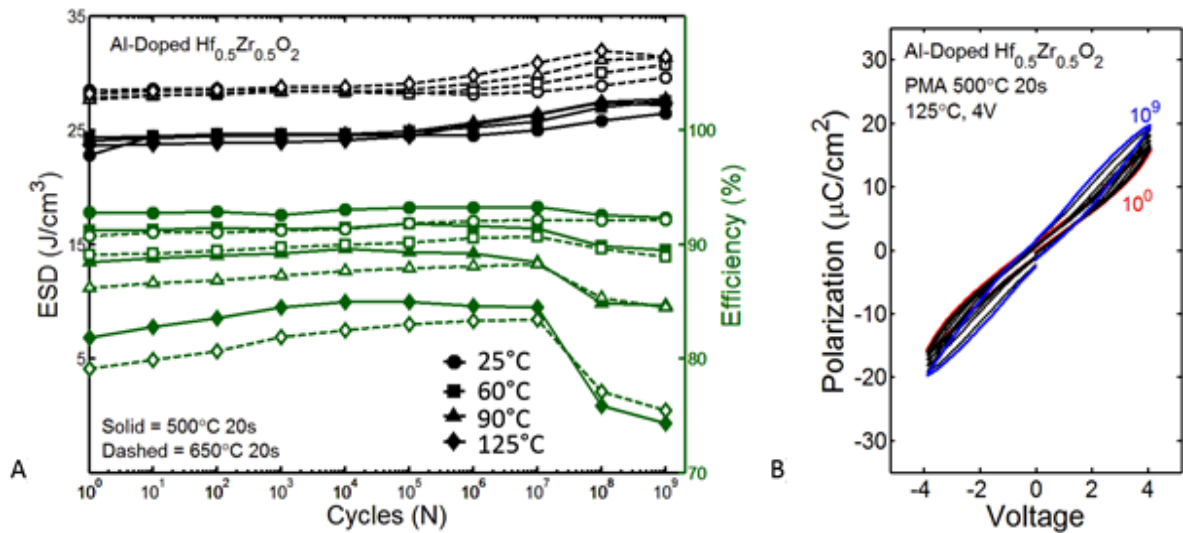 Al-Doped Hf0.5Zr0.5O2
35
25
15
5
ESD (J/cm3)
100
90
80
70
Efficiency (%)
25°C
60°C
90°C
125°C
Solid = 500°C 20s
Dashed = 650°C 20s
10^0 10^1 10^2 10^3 10^4 10^5 10^6 10^7 10^8 10^9
Cycles (N)
A
Al-Doped Hf0.5Zr0.5O2
PMA 500°C 20s
125°C, 4V
10^9
10^0
30
20
10
0
-10
-20
-30
Polarization (µC/cm2)
-4 -2 0 2 4
Voltage
B